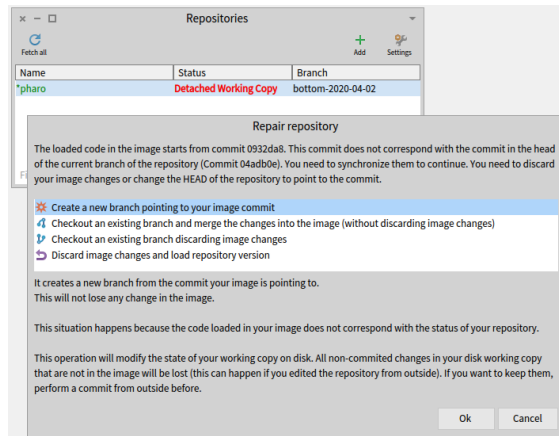 Repositories
Fetch all
Add
Settings
Name Status Branch
*pharo Detached Working Copy bottom-2020-04-02
Repair repository
The loaded code in the image starts from commit 0932da8. This commit does not correspond with the commit in the head
of the current branch of the repository (Commit 04adb0e). You need to synchronize them to continue. You need to discard
your image changes or change the HEAD of the repository to point to the commit.
Create a new branch pointing to your image commit
Checkout an existing branch and merge the changes into the image (without discarding image changes)
Checkout an existing branch discarding image changes
Discard image changes and load repository version
It creates a new branch from the commit your image is pointing to.
This will not lose any change in the image.
This situation happens because the code loaded in your image does not correspond with the status of your repository.
This operation will modify the state of your working copy on disk. All non-commited changes in your disk working copy
that are not in the image will be lost (this can happen if you edited the repository from outside). If you want to keep them,
perform a commit from outside before.
Ok Cancel